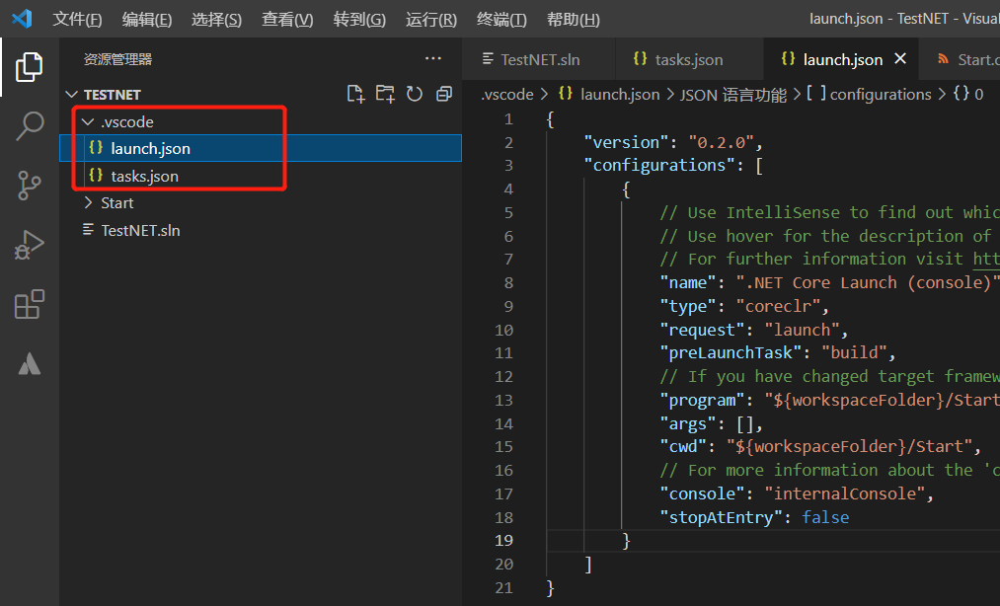 文件(F) 编辑(E) 选择(S) 查看(V) 转到(G) 运行(R) 终端(T) 帮助(H) launch.json - TestNET - Visual
资源管理器
TestNET.sln tasks.json launch.json Start.c
TESTNET
.vscode > launch.json > JSON 语言功能 > [ ] configurations > {} 0
.vscode
launch.json
tasks.json
Start
TestNET.sln
1 {
2 "version": "0.2.0",
3 "configurations": [
4 {
5 // Use IntelliSense to find out whic
6 // Use hover for the description of
7 // For further information visit htt
8 "name": ".NET Core Launch (console)"
9 "type": "coreclr",
10 "request": "launch",
11 "preLaunchTask": "build",
12 // If you have changed target framew
13 "program": "${workspaceFolder}/Start
14 "args": [],
15 "cwd": "${workspaceFolder}/Start",
16 // For more information about the 'c
17 "console": "internalConsole",
18 "stopAtEntry": false
19 }
20 ]
21 }